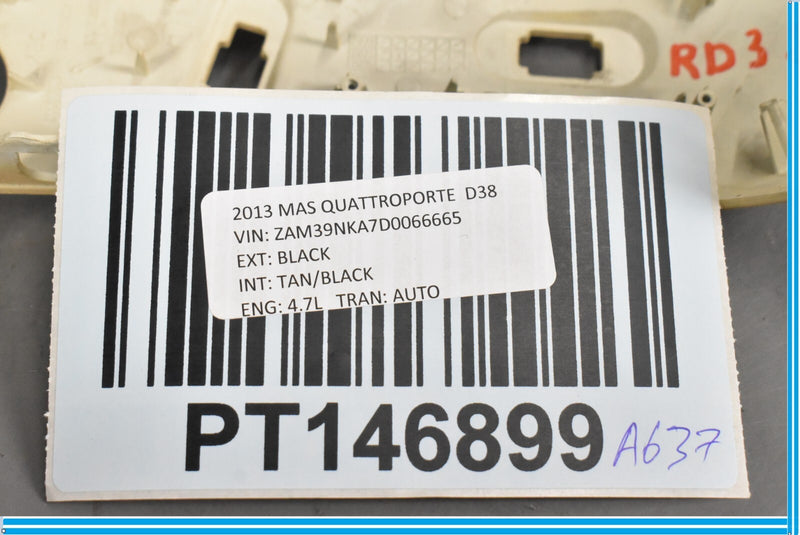 RD3
2013 MAS QUATTROPORTE D38
VIN: ZAM39NKA7D0066665
EXT: BLACK
INT: TAN/BLACK
ENG: 4.7L TRAN: AUTO
PT146899
A637